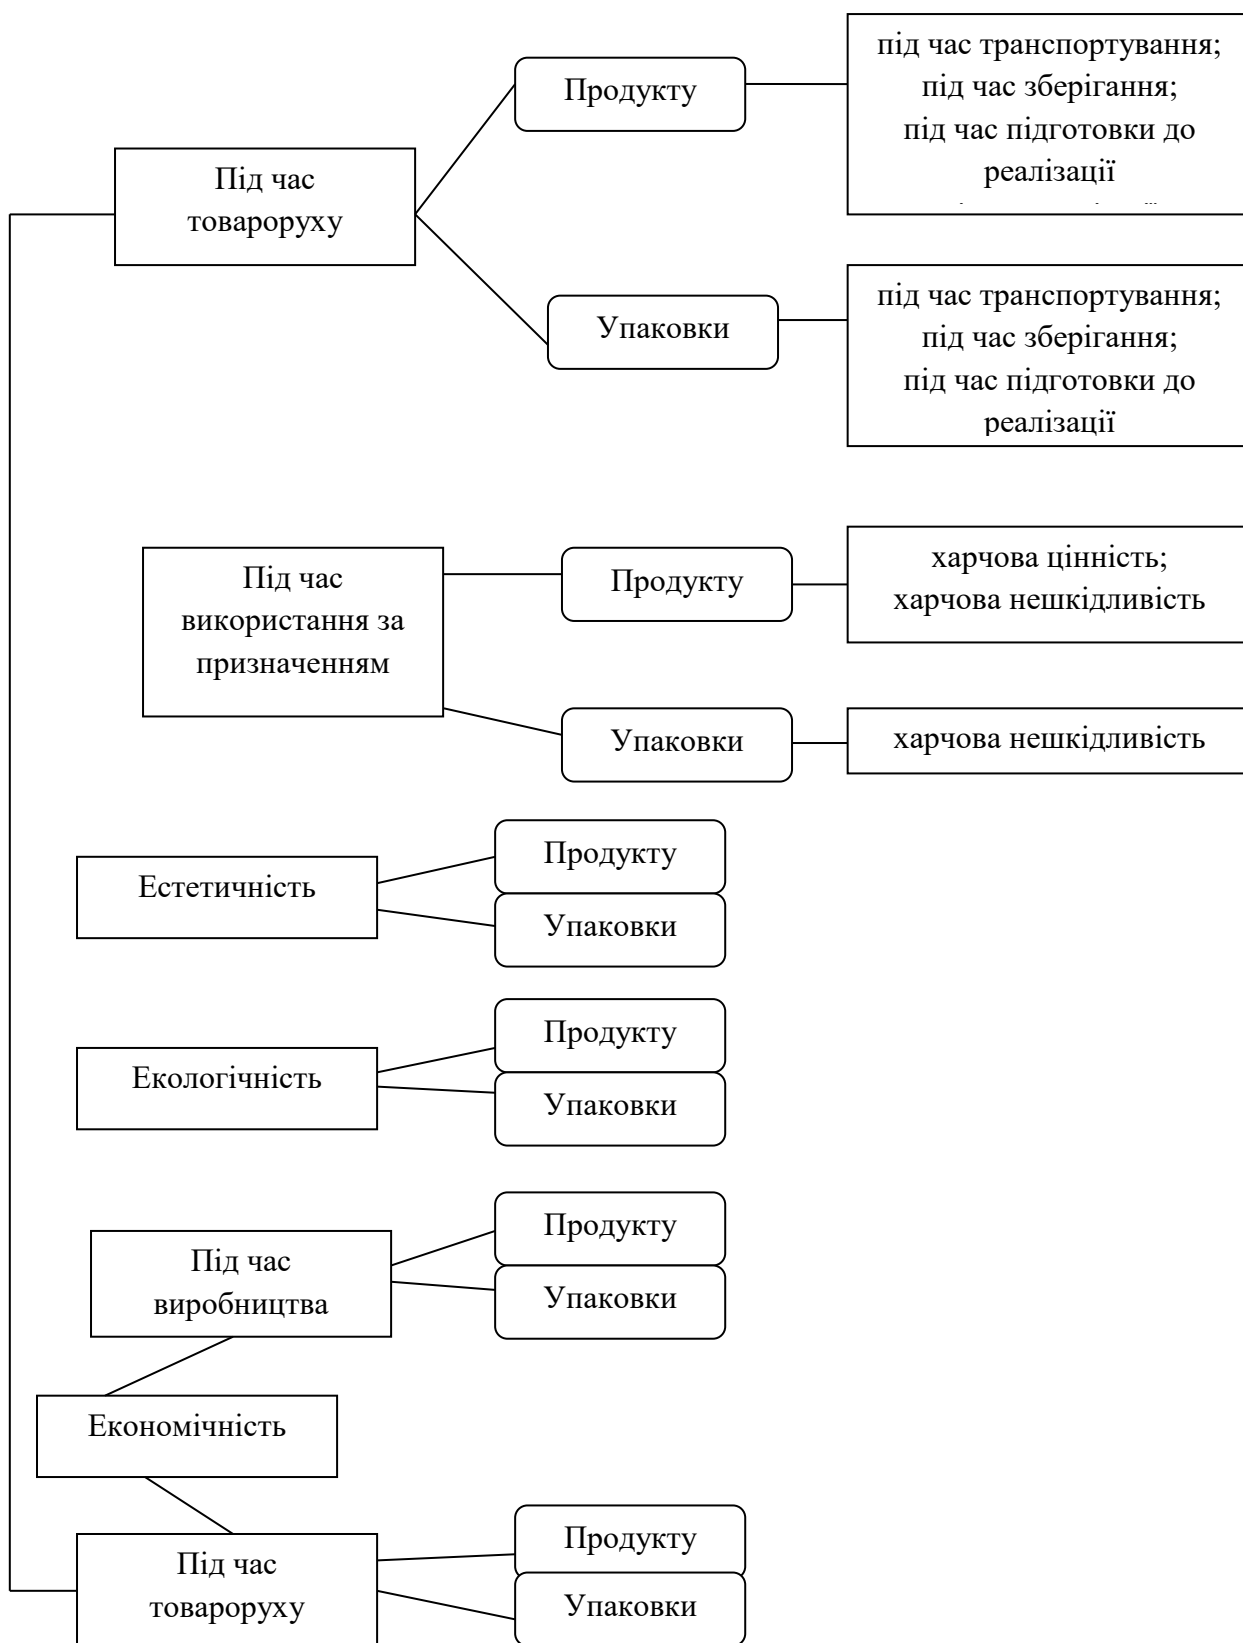 під час транспортування;
під час зберігання;
під час підготовки до
реалізації
Продукту
Під час
товароруху
Упаковки
під час транспортування;
під час зберігання;
під час підготовки до
реалізації
Під час
використання за
призначенням
Продукту
харчова цінність;
харчова нешкідливість
Упаковки
харчова нешкідливість
Естетичність
Продукту
Упаковки
Екологічність
Продукту
Упаковки
Під час
виробництва
Продукту
Упаковки
Економічність
Під час
товароруху
Продукту
Упаковки